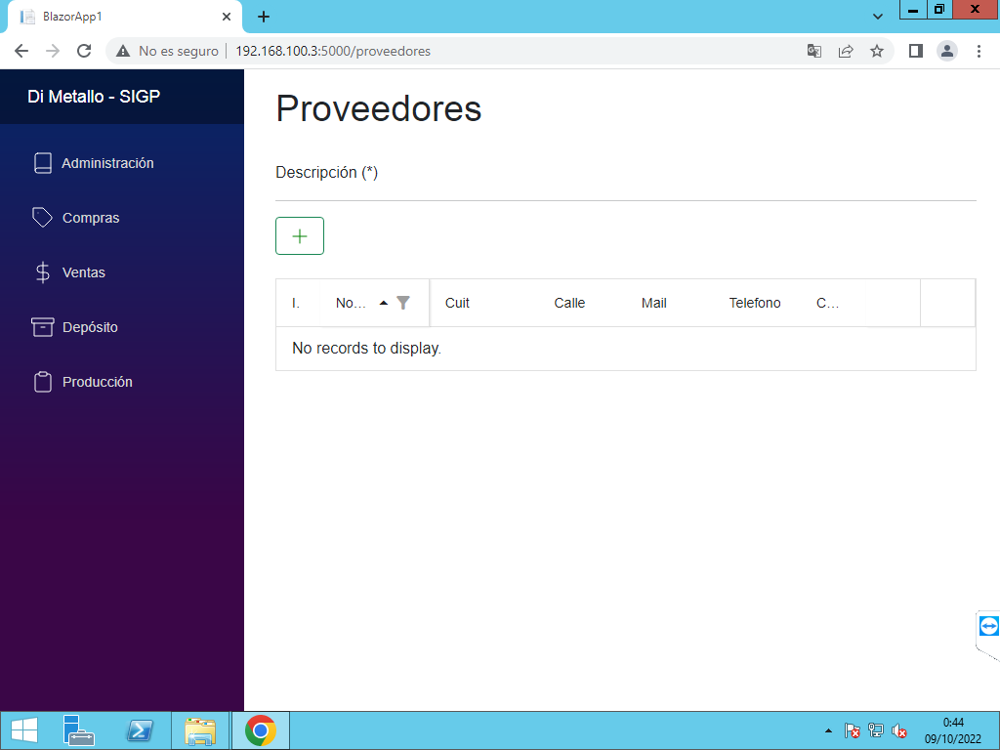 BlazorApp1
No es seguro
192.168.100.3:5000/proveedores
Di Metallo - SIGP
Administración
Compras
Ventas
Depósito
Producción
Proveedores
Descripción (*)
I. No... Cuit Calle Mail Telefono C...
No records to display.
0:44
09/10/2022